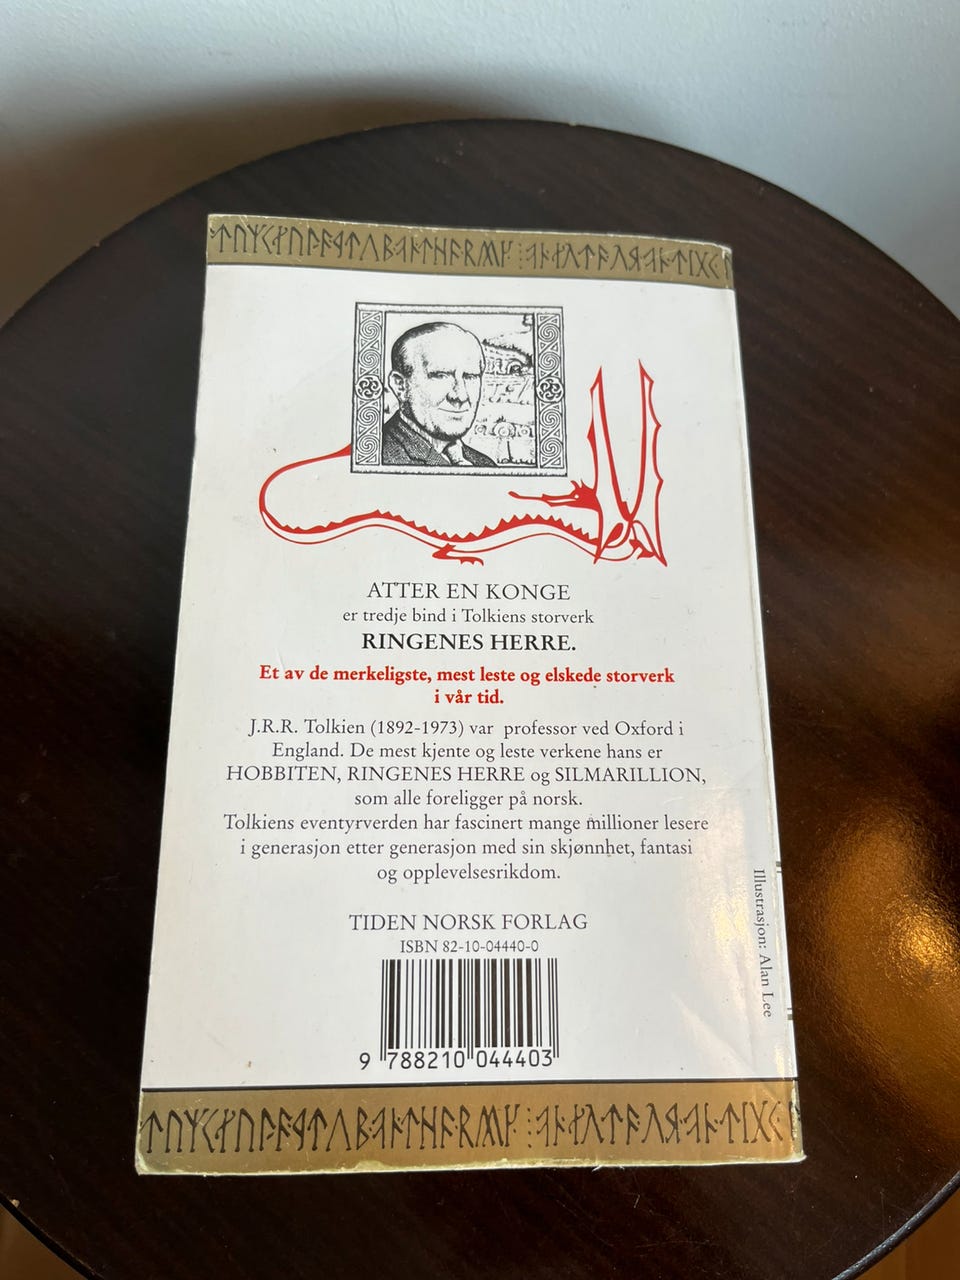 ATTER EN KONGE
er tredje bind i Tolkiens storverk
RINGENES HERRE.
Et av de merkeligste, mest leste og elskede storverk
i vår tid.
J.R.R. Tolkien (1892-1973) var professor ved Oxford i
England. De mest kjente og leste verkene hans er
HOBBITEN, RINGENES HERRE og SILMARILLION,
som alle foreligger på norsk.
Tolkiens eventyrverden har fascinert mange millioner lesere
i generasjon etter generasjon med sin skjønnhet, fantasi
og opplevelsesrikdom.
TIDEN NORSK FORLAG
ISBN 82-10-04440-0
9 788210 044403
Illustrasjon: Alan Lee